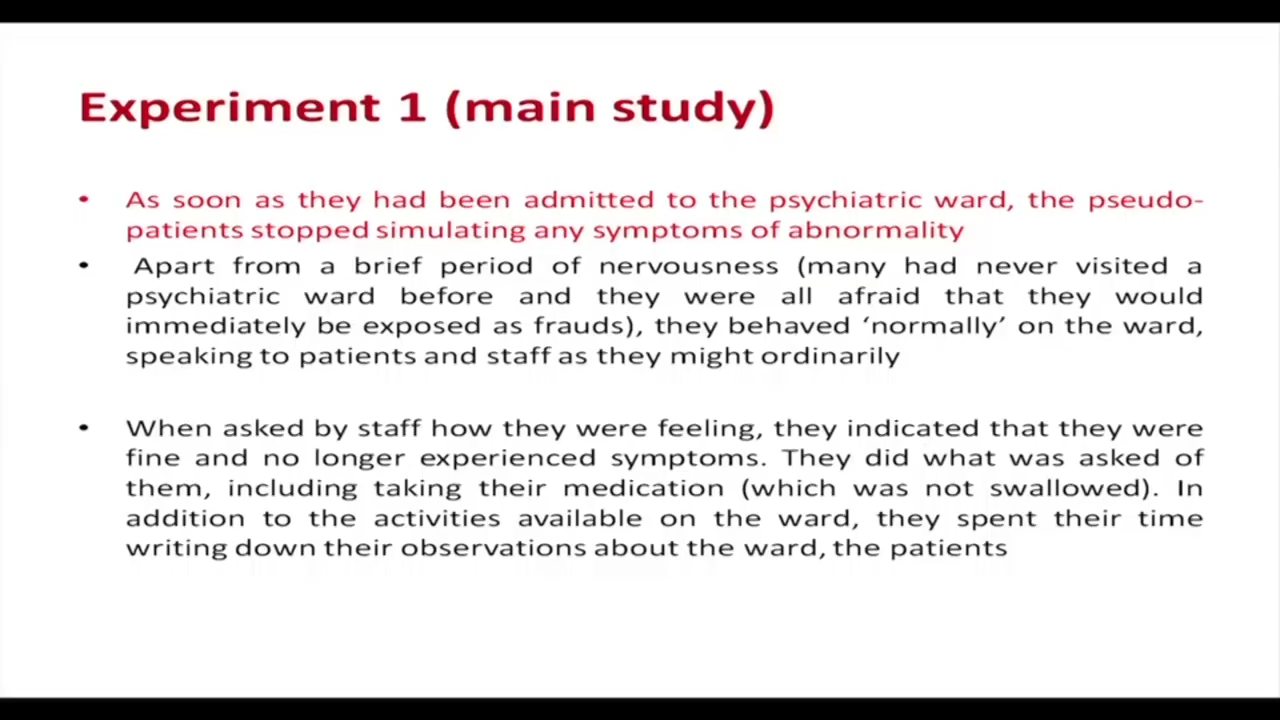 Experiment 1 (main study)
• As soon as they had been admitted to the psychiatric ward, the pseudo-
patients stopped simulating any symptoms of abnormality
• Apart from a brief period of nervousness (many had never visited a
psychiatric ward before and they were all afraid that they would
immediately be exposed as frauds), they behaved ‘normally’ on the ward,
speaking to patients and staff as they might ordinarily
• When asked by staff how they were feeling, they indicated that they were
fine and no longer experienced symptoms. They did what was asked of
them, including taking their medication (which was not swallowed). In
addition to the activities available on the ward, they spent their time
writing down their observations about the ward, the patients